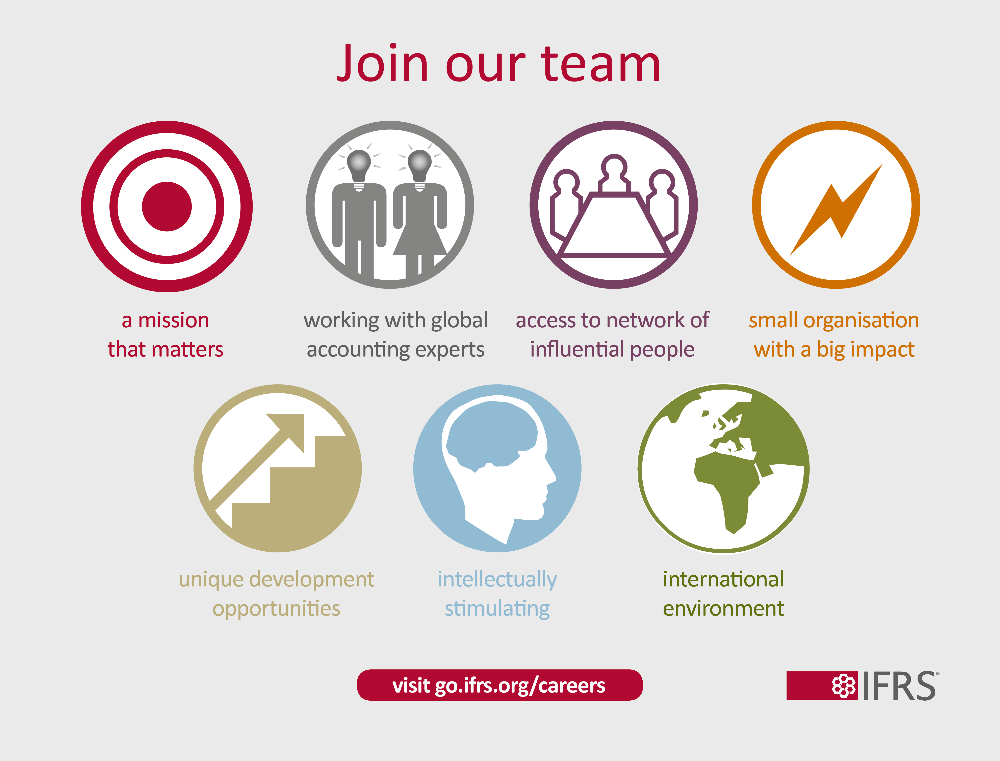 Join our team
a mission
that matters
working with global
accounting experts
access to network of
influential people
small organisation
with a big impact
unique development
opportunities
intellectually
stimulating
international
environment
visit go.ifrs.org/careers
IFRS®